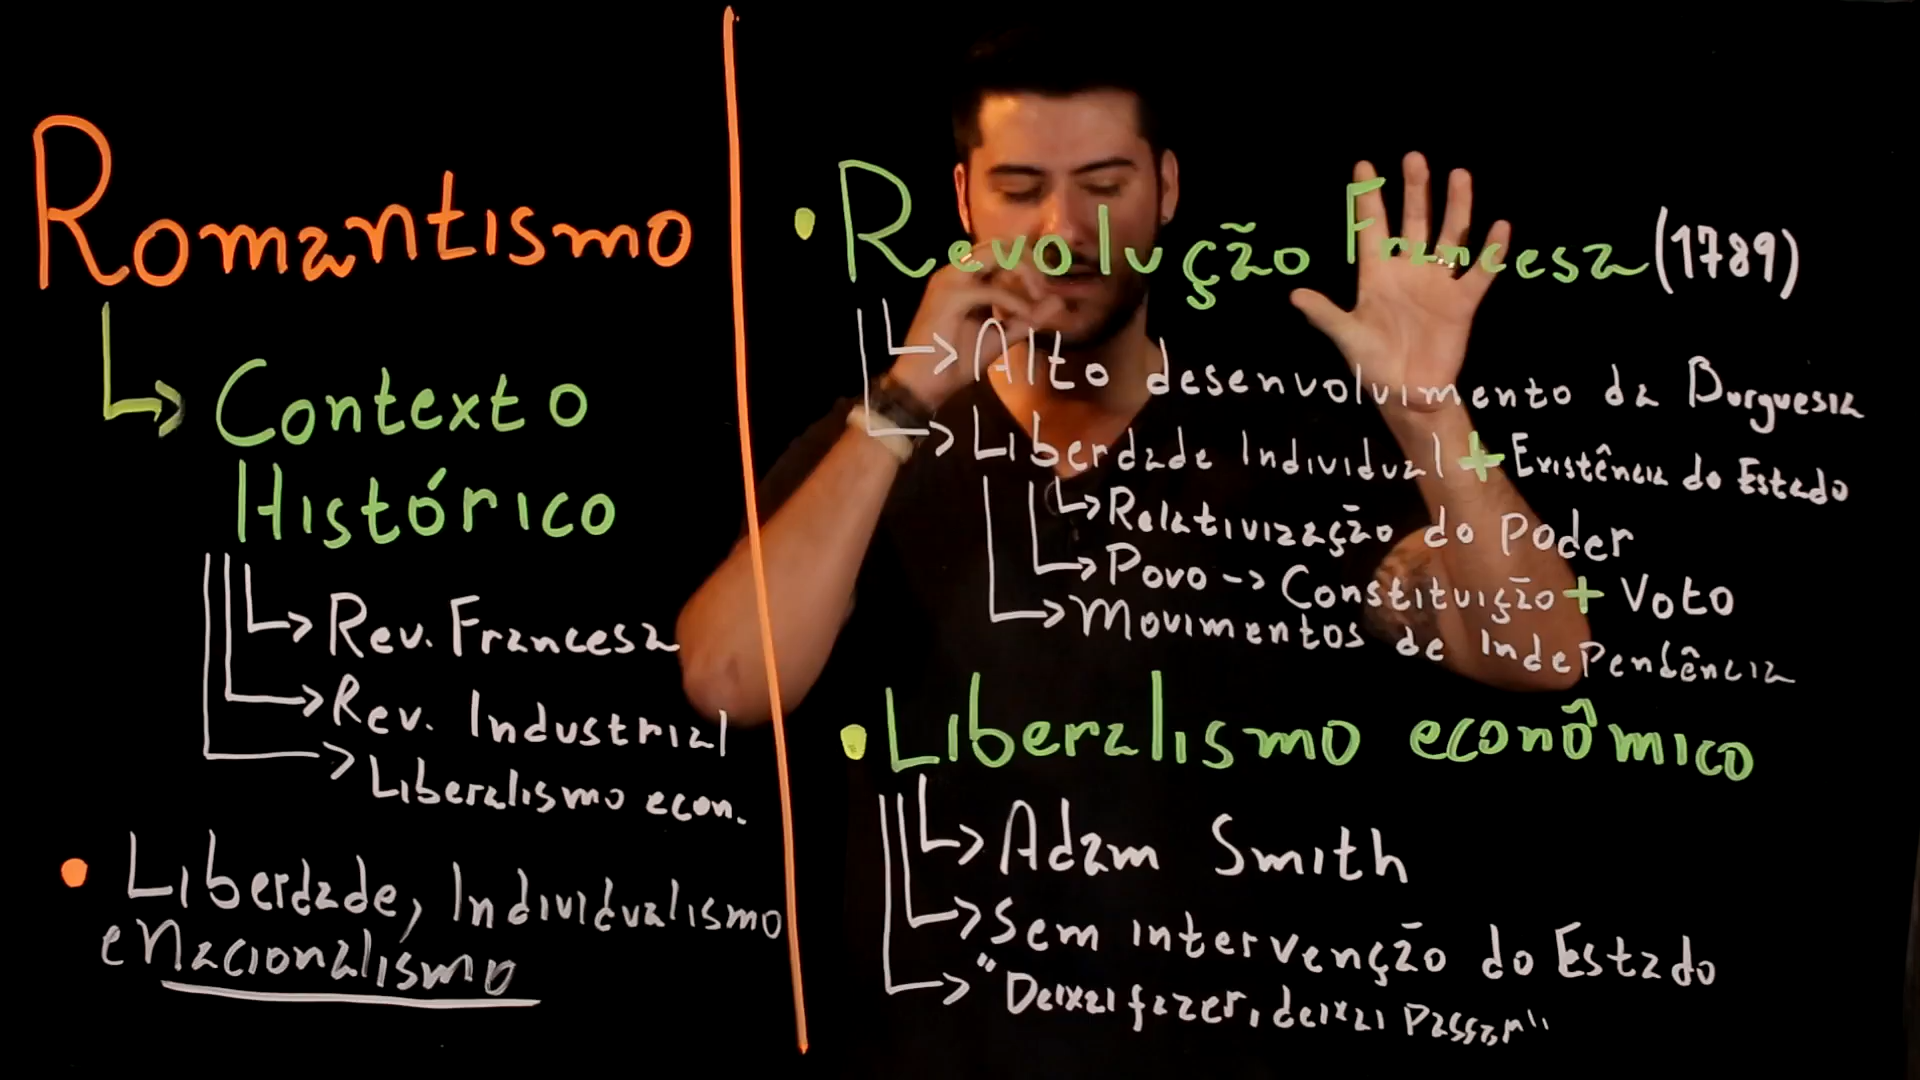 Romantismo
Contexto
Histórico
Rev. Francesa
Rev. Industrial
Liberalismo econ.
• Liberdade, Individualismo
e Nacionalismo
• Revolução Francesa (1789)
Alto desenvolvimento da Burguesia
Liberdade Individual + Existência do Estado
Relativização do Poder
Povo -> Constituição + Voto
Movimentos de Independência
• Liberalismo econômico
Adam Smith
Sem intervenção do Estado
"Deixai fazer, deixai passar"